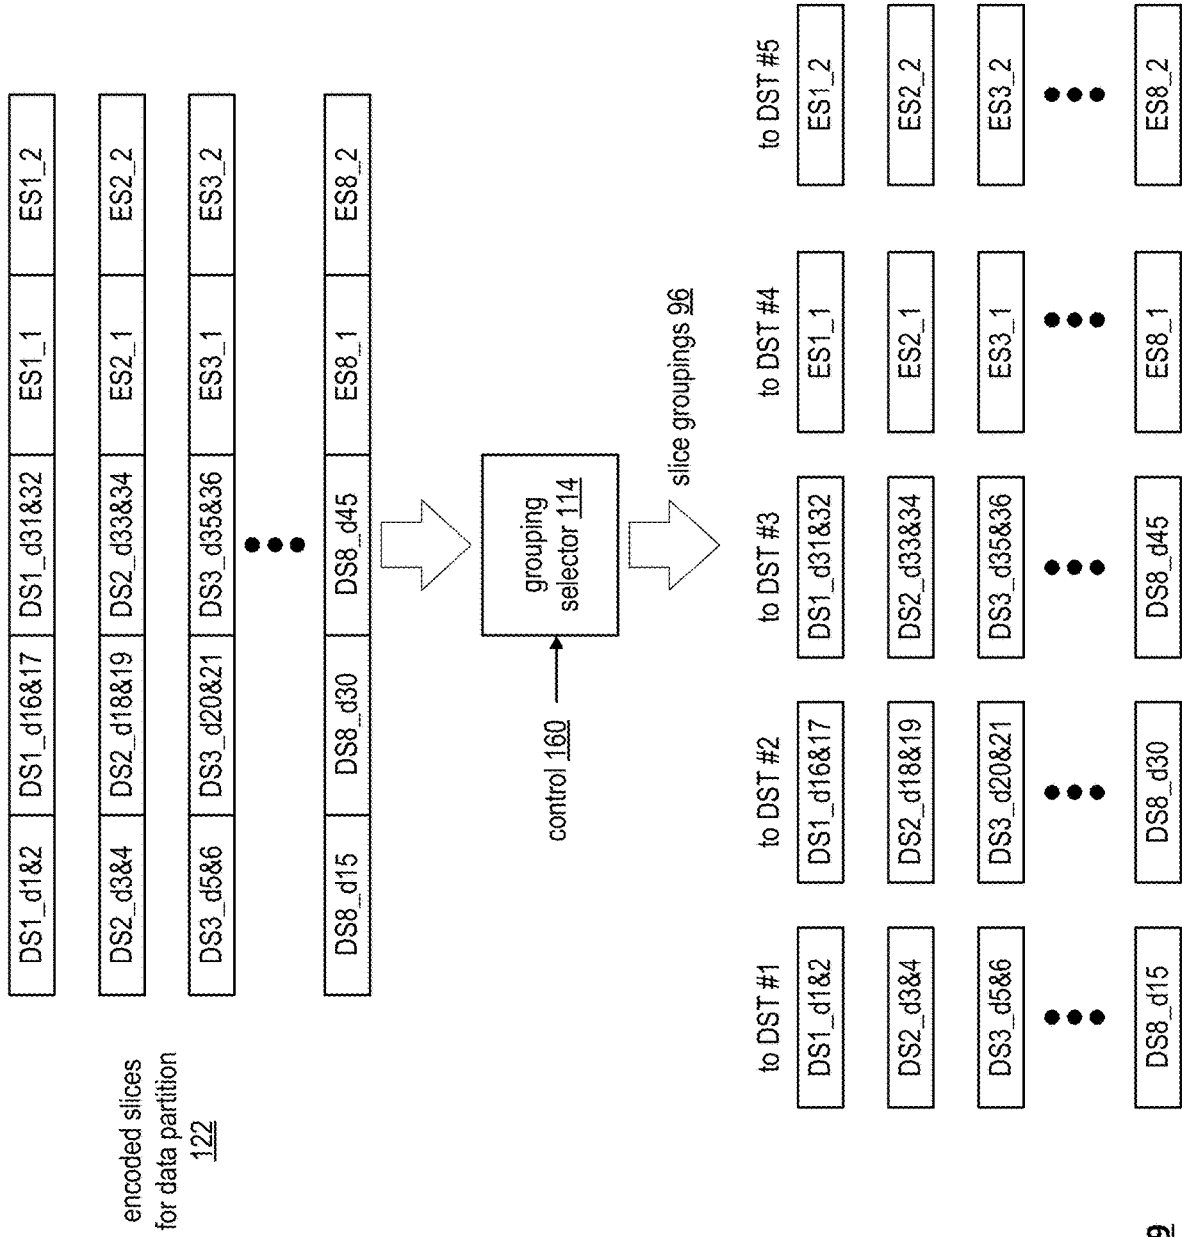 encoded slices
for data partition
122
DS1_d1&2 DS1_d16&17 DS1_d31&32 ES1_1 ES1_2
DS2_d3&4 DS2_d18&19 DS2_d33&34 ES2_1 ES2_2
DS3_d5&6 DS3_d20&21 DS3_d35&36 ES3_1 ES3_2
DS8_d15 DS8_d30 DS8_d45 ES8_1 ES8_2
control 160
grouping
selector 114
slice groupings 96
to DST #1 to DST #2 to DST #3 to DST #4 to DST #5
DS1_d1&2 DS1_d16&17 DS1_d31&32 ES1_1 ES1_2
DS2_d3&4 DS2_d18&19 DS2_d33&34 ES2_1 ES2_2
DS3_d5&6 DS3_d20&21 DS3_d35&36 ES3_1 ES3_2
DS8_d15 DS8_d30 DS8_d45 ES8_1 ES8_2